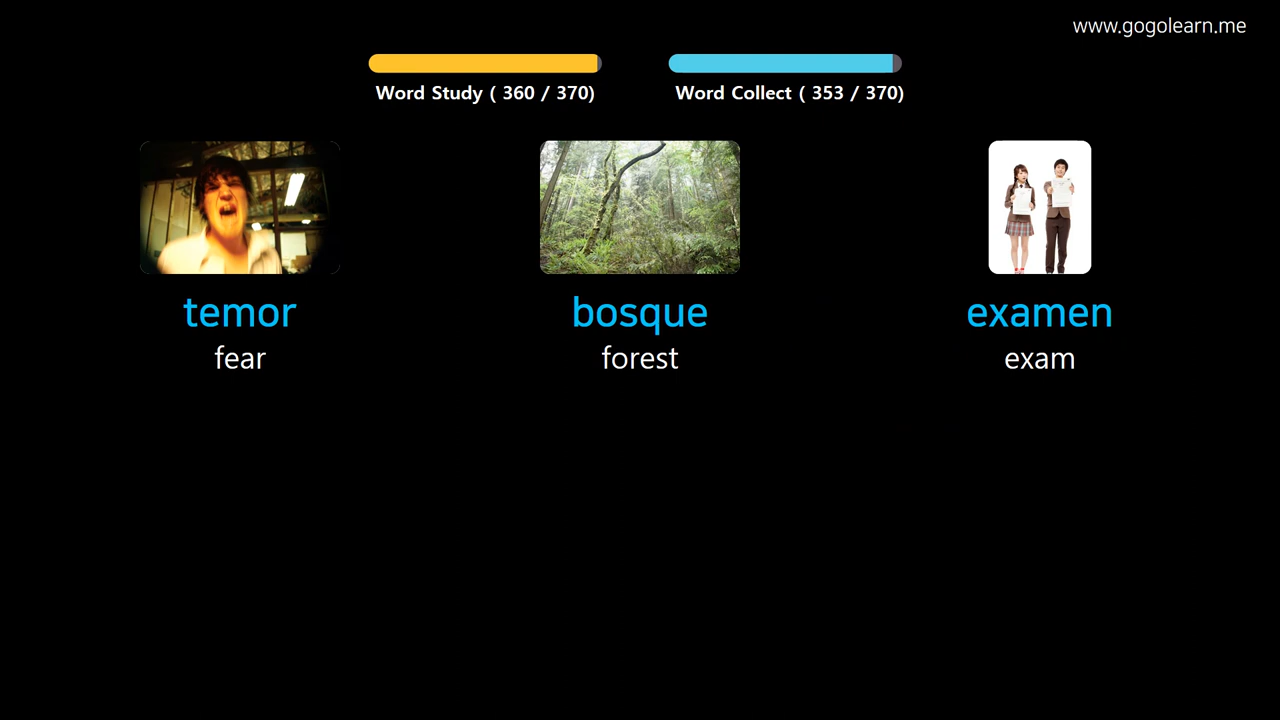 www.gogolearn.me
Word Study ( 360 / 370)
Word Collect ( 353 / 370)
temor
fear
bosque
forest
examen
exam